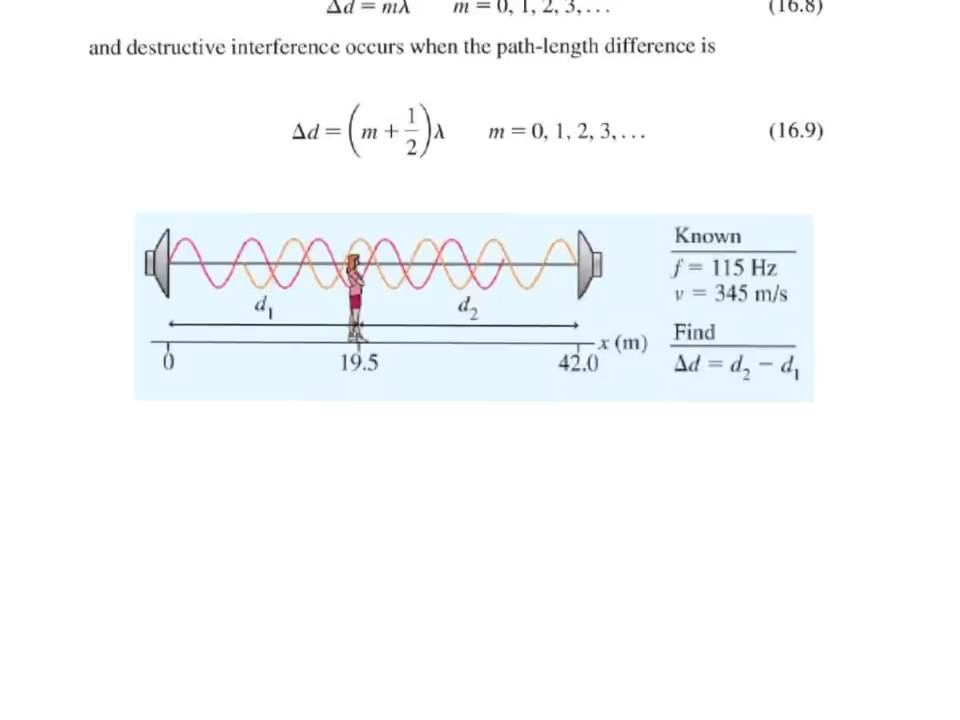 Δd = mλ m = 0, 1, 2, 3, . . . (16.8)
and destructive interference occurs when the path-length difference is
Δd = (m + 1/2)λ m = 0, 1, 2, 3, . . . (16.9)
Known
f = 115 Hz
v = 345 m/s
d₁ d₂
Find
x (m)
0 19.5 42.0
Δd = d₂ − d₁